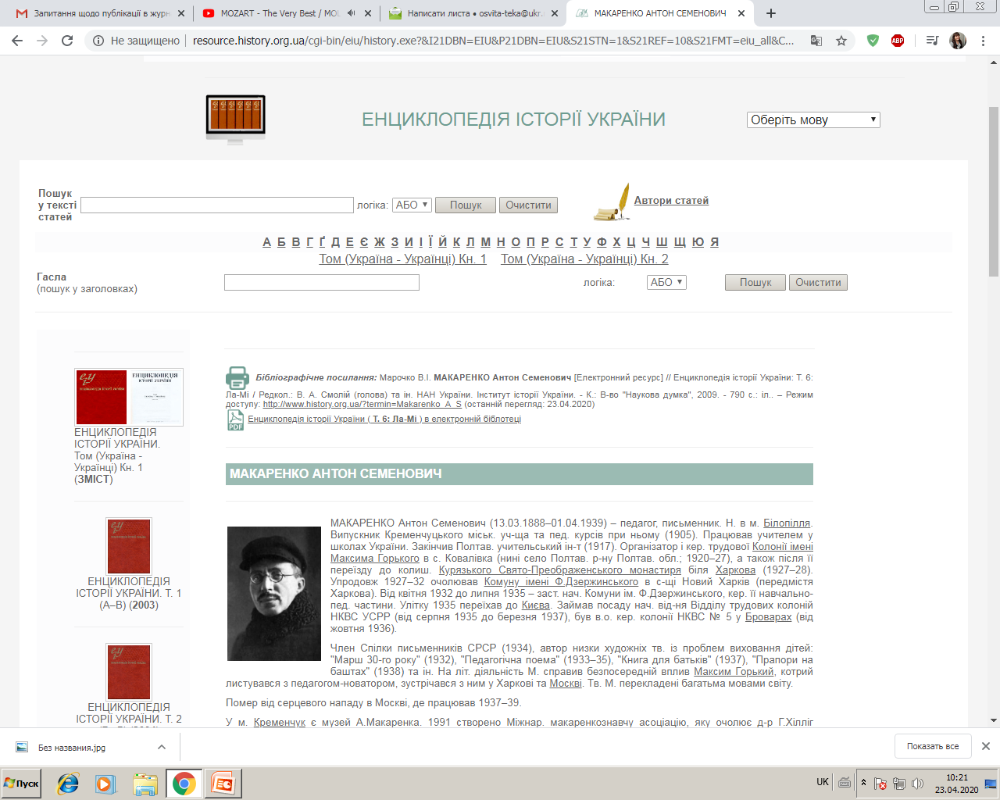 Запитання щодо публікації в журн
MOZART - The Very Best / MO
Написати листа • osvita-teka@ukr.
МАКАРЕНКО АНТОН СЕМЕНОВИЧ
Не защищено
resource.history.org.ua/cgi-bin/eiu/history.exe?&I21DBN=EIU&P21DBN=EIU&S21STN=1&S21REF=10&S21FMT=eiu_all&C...
ABP
ЕНЦИКЛОПЕДІЯ ІСТОРІЇ УКРАЇНИ
Оберіть мову
Пошук
у тексті
статей
логіка: АБО Пошук Очистити
Автори статей
А Б В Г Ґ Д Е Є Ж З И І Ї Й К Л М Н О П Р С Т У Ф Х Ц Ч Ш Щ Ю Я
Том (Україна - Українці) Кн. 1 Том (Україна - Українці) Кн. 2
Гасла
(пошук у заголовках)
логіка: АБО Пошук Очистити
ЕНЦИКЛОПЕДІЯ
ІСТОРІЇ УКРАЇНИ
ЕНЦИКЛОПЕДІЯ
ІСТОРІЇ УКРАЇНИ.
Том (Україна -
Українці) Кн. 1
(ЗМІСТ)
ЕНЦИКЛОПЕДІЯ
ІСТОРІЇ УКРАЇНИ. Т. 1
(А–В) (2003)
ЕНЦИКЛОПЕДІЯ
ІСТОРІЇ УКРАЇНИ. Т. 2
Бібліографічне посилання: Марочко В.І. МАКАРЕНКО Антон Семенович [Електронний ресурс] // Енциклопедія історії України: Т. 6:
Ла-Мі / Редкол.: В. А. Смолій (голова) та ін. НАН України. Інститут історії України. - К.: В-во "Наукова думка", 2009. - 790 с.: іл.. – Режим
доступу: http://www.history.org.ua/?termin=Makarenko_A_S (останній перегляд: 23.04.2020)
PDF Енциклопедія історії України ( Т. 6: Ла-Мі ) в електронній біблотеці
МАКАРЕНКО АНТОН СЕМЕНОВИЧ
МАКАРЕНКО Антон Семенович (13.03.1888–01.04.1939) – педагог, письменник. Н. в м. Білопілля.
Випускник Кременчуцького міськ. уч-ща та пед. курсів при ньому (1905). Працював учителем у
школах України. Закінчив Полтав. учительський ін-т (1917). Організатор і кер. трудової Колонії імені
Максима Горького в с. Ковалівка (нині село Полтав. р-ну Полтав. обл.; 1920–27), а також після її
переїзду до колиш. Курязького Свято-Преображенського монастиря біля Харкова (1927–28).
Упродовж 1927–32 очолював Комуну імені Ф.Дзержинського в с-щі Новий Харків (передмістя
Харкова). Від квітня 1932 до липня 1935 – заст. нач. Комуни ім. Ф.Дзержинського, кер. її навчально-
пед. частини. Улітку 1935 переїхав до Києва. Займав посаду нач. від-ня Відділу трудових колоній
НКВС УСРР (від серпня 1935 до березня 1937), був в.о. кер. колонії НКВС № 5 у Броварах (від
жовтня 1936).
Член Спілки письменників СРСР (1934), автор низки художніх тв. із проблем виховання дітей:
"Марш 30-го року" (1932), "Педагогічна поема" (1933–35), "Книга для батьків" (1937), "Прапори на
баштах" (1938) та ін. На літ. діяльність М. справив безпосередній вплив Максим Горький, котрий
листувався з педагогом-новатором, зустрічався з ним у Харкові та Москві. Тв. М. перекладені багатьма мовами світу.
Помер від серцевого нападу в Москві, де працював 1937–39.
У м. Кременчук є музей А.Макаренка. 1991 створено Міжнар. макаренкознавчу асоціацію, яку очолює д-р Г.Хілліг
Без названия.jpg
Показать все
Пуск
UK
10:21
23.04.2020